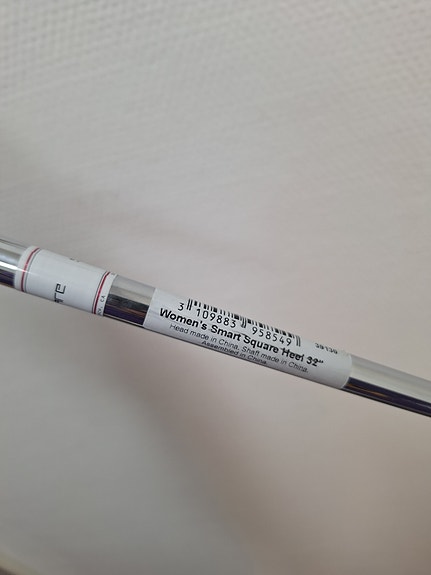 3 109883 958549
Women's Smart Square Heel 32"
Head made in China. Shaft made in China.
Assembled in China.